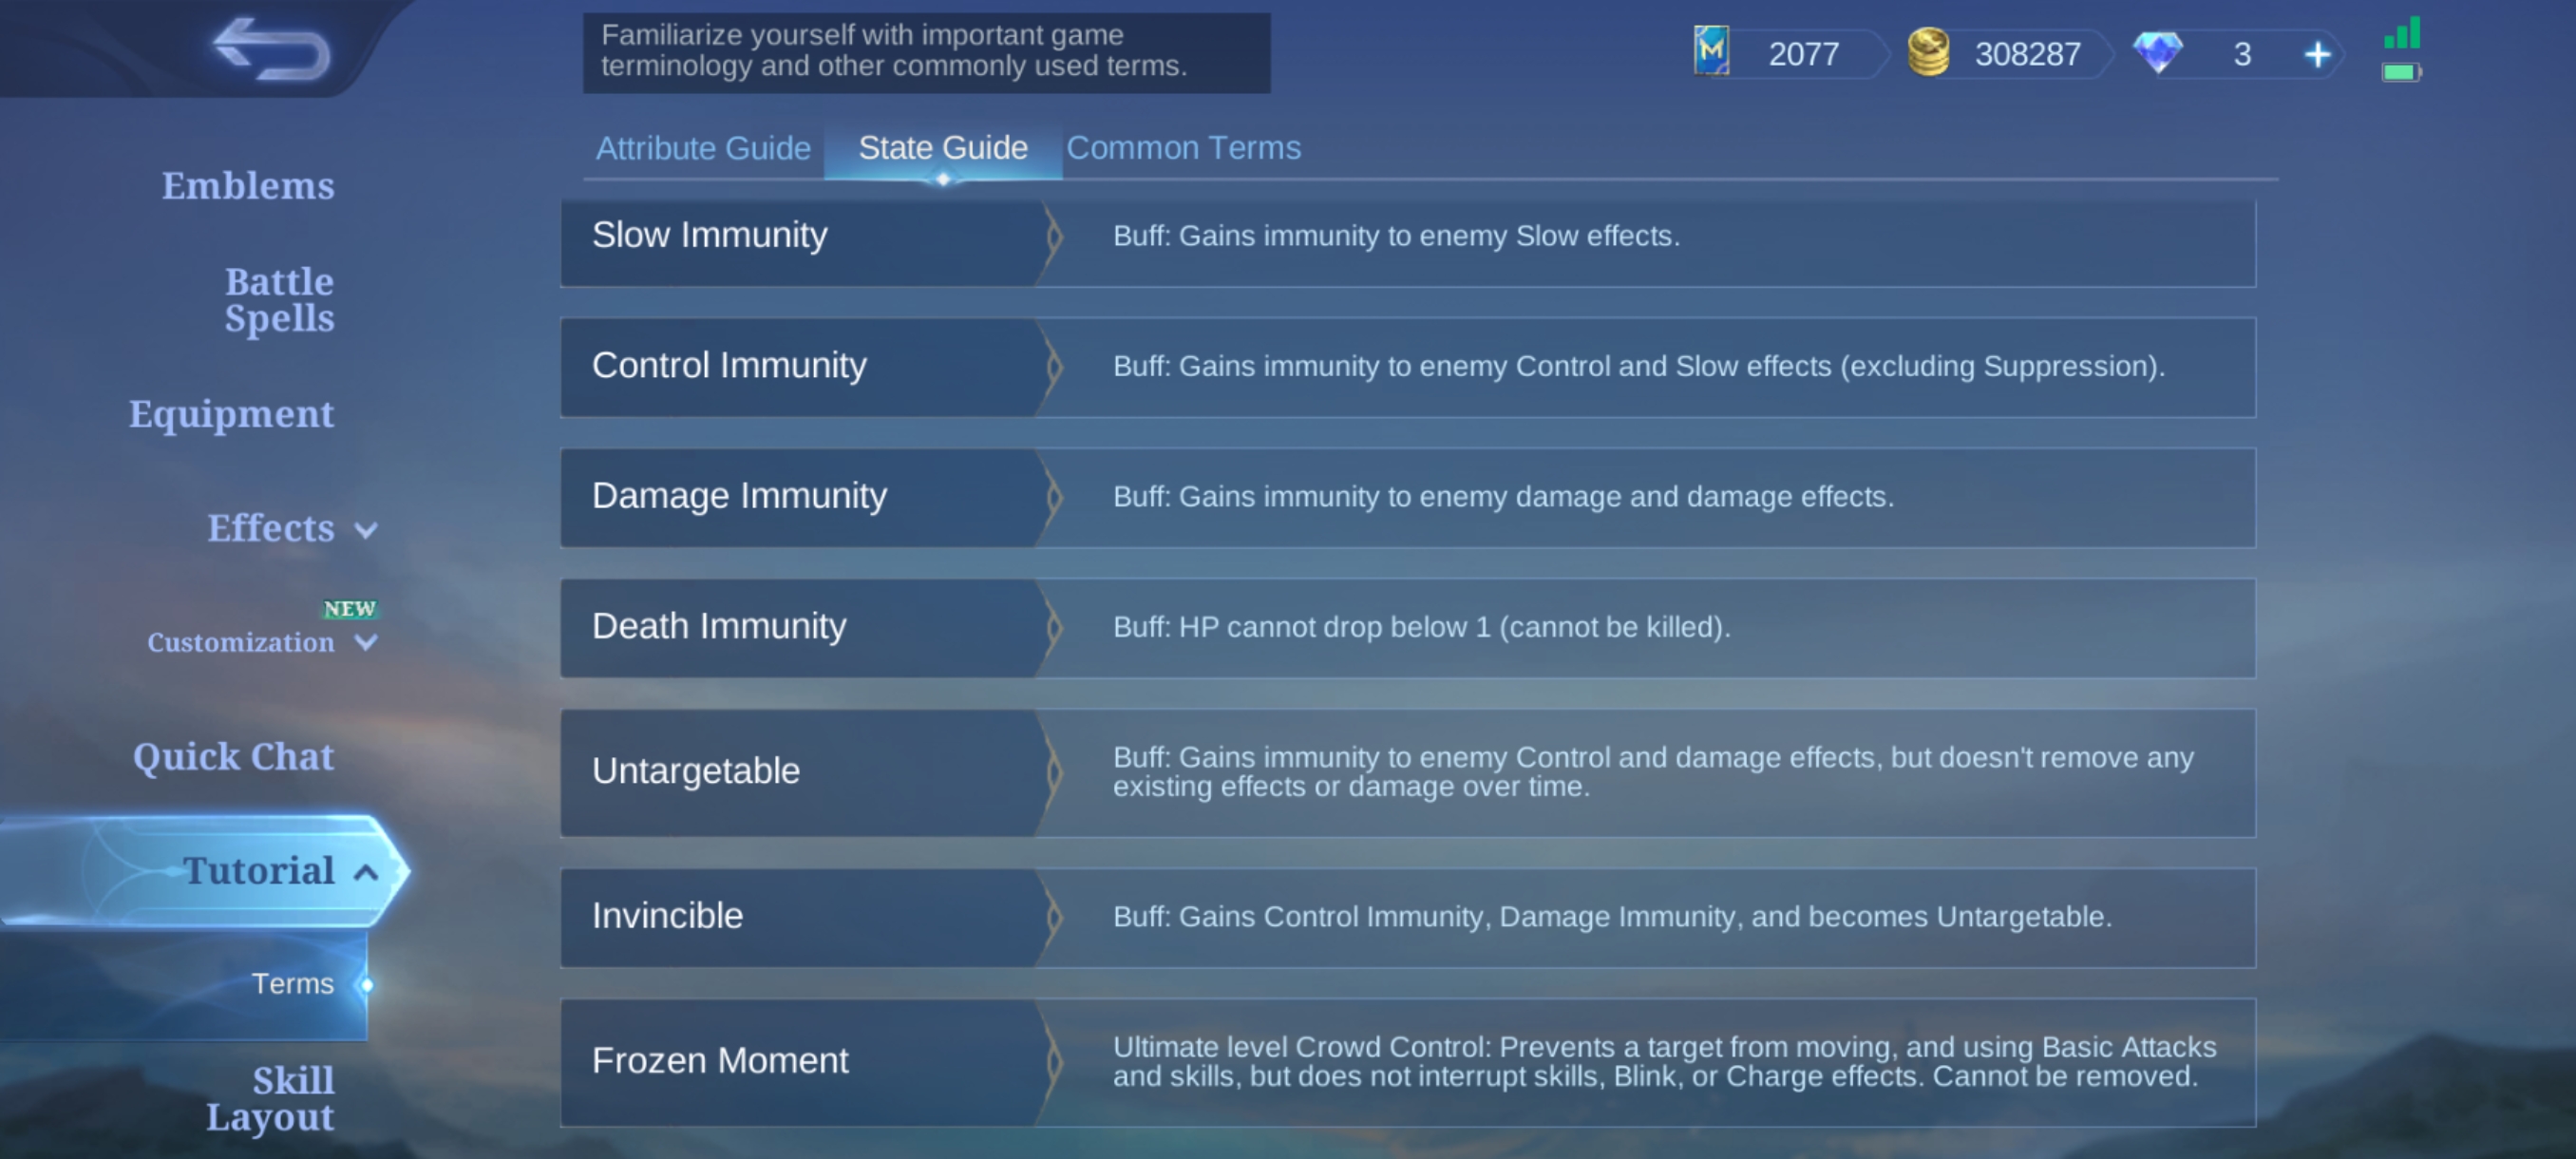 Familiarize yourself with important game
terminology and other commonly used terms.
M
2077
308287
3
+
Emblems
Battle
Spells
Equipment
Effects
NEW
Customization
Quick Chat
Tutorial
Terms
Skill
Layout
Attribute Guide
State Guide
Common Terms
Slow Immunity
Buff: Gains immunity to enemy Slow effects.
Control Immunity
Buff: Gains immunity to enemy Control and Slow effects (excluding Suppression).
Damage Immunity
Buff: Gains immunity to enemy damage and damage effects.
Death Immunity
Buff: HP cannot drop below 1 (cannot be killed).
Untargetable
Buff: Gains immunity to enemy Control and damage effects, but doesn't remove any
existing effects or damage over time.
Invincible
Buff: Gains Control Immunity, Damage Immunity, and becomes Untargetable.
Frozen Moment
Ultimate level Crowd Control: Prevents a target from moving, and using Basic Attacks
and skills, but does not interrupt skills, Blink, or Charge effects. Cannot be removed.